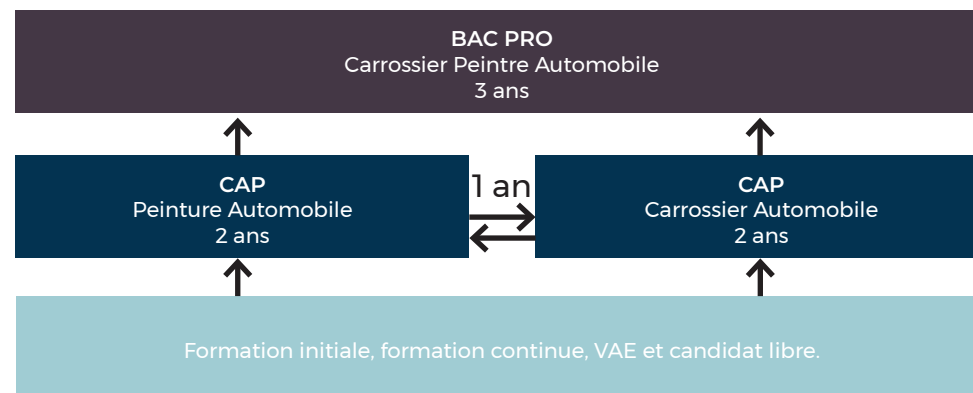 BAC PRO
Carrossier Peintre Automobile
3 ans
CAP
Peinture Automobile
2 ans
1 an
CAP
Carrossier Automobile
2 ans
Formation initiale, formation continue, VAE et candidat libre.